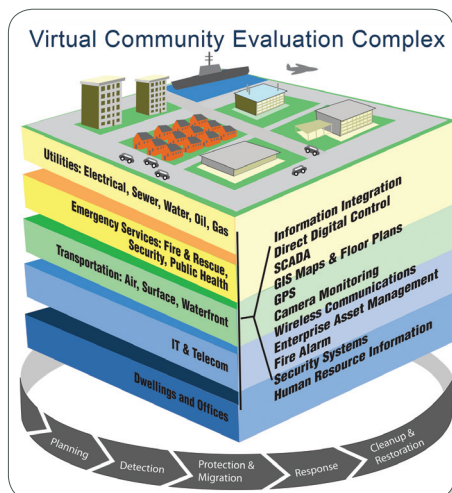 Virtual Community Evaluation Complex
Utilities: Electrical, Sewer, Water, Oil, Gas
Emergency Services: Fire & Rescue,
Security, Public Health
Transportation: Air, Surface, Waterfront
IT & Telecom
Dwellings and Offices
Information Integration
Direct Digital Control
SCADA
GIS Maps & Floor Plans
GPS
Camera Monitoring
Wireless Communications
Enterprise Asset Management
Fire Alarm
Security Systems
Human Resource Information
Planning
Detection
Protection &
Migration
Response
Cleanup &
Restoration